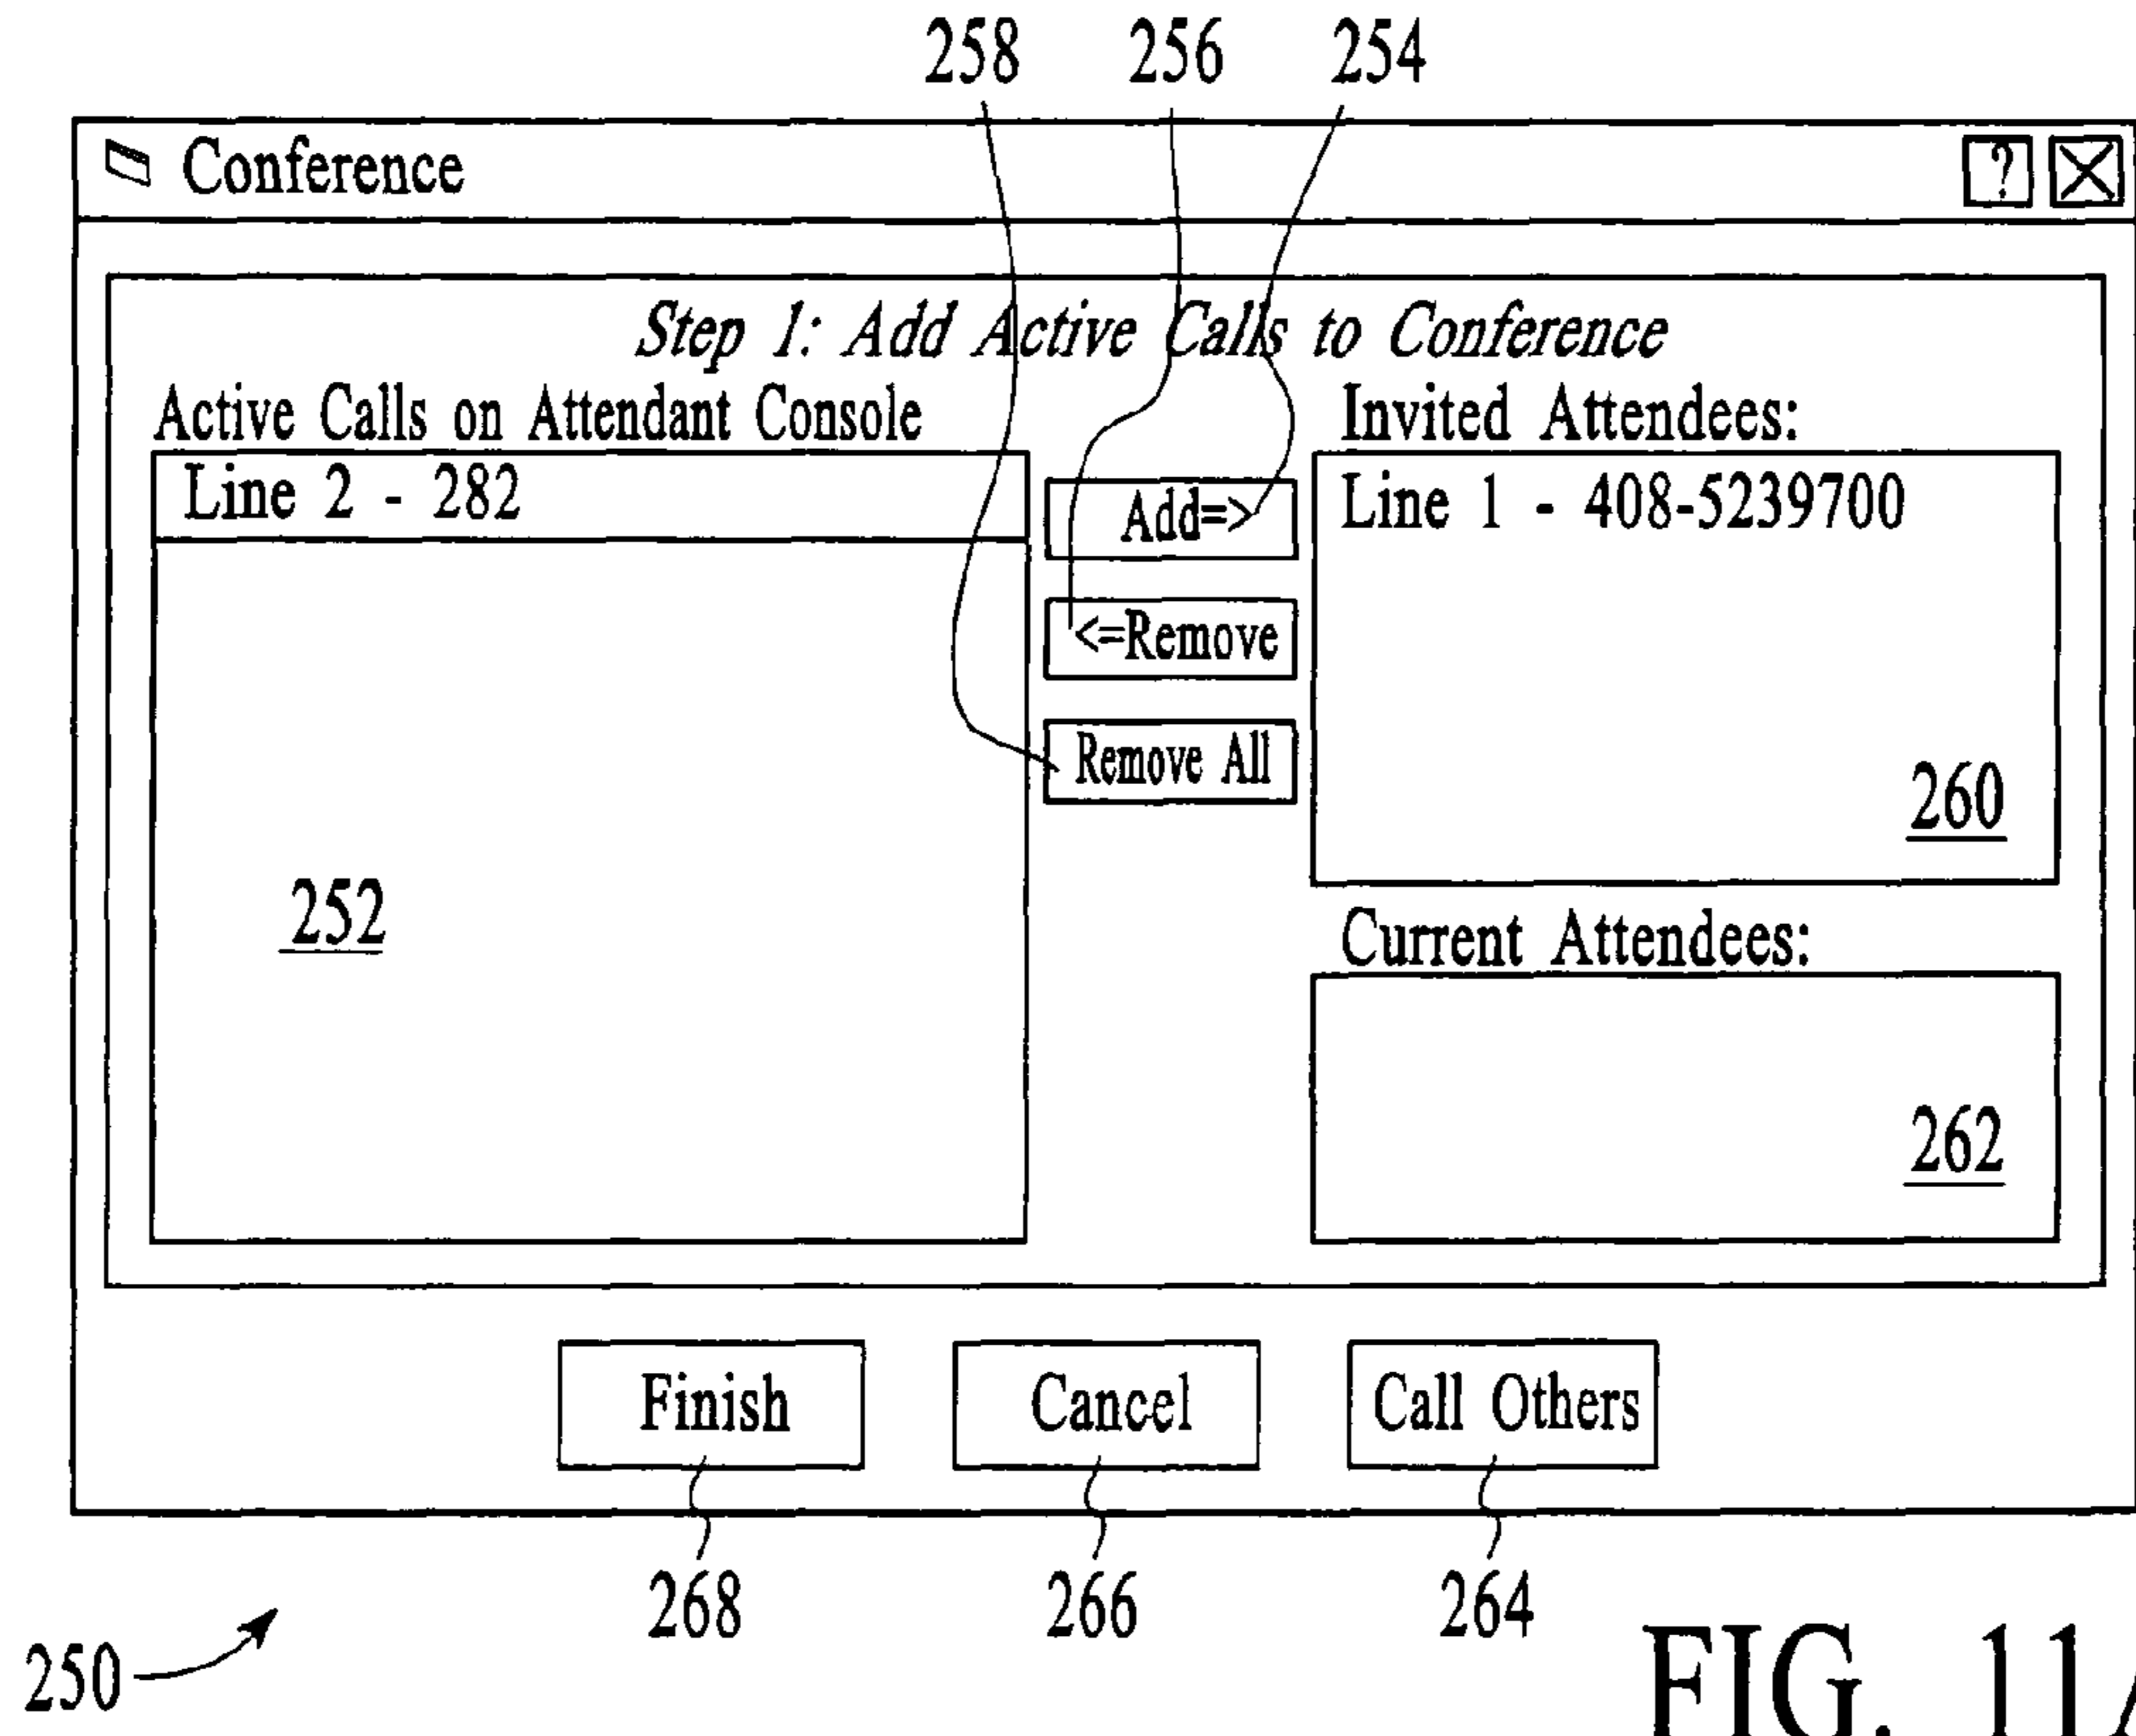 258 256 254
Conference ?
Step 1: Add Active Calls to Conference
Active Calls on Attendant Console
Invited Attendees:
Line 2 - 282
Add=>
Line 1 - 408-5239700
<=Remove
Remove All
260
252
Current Attendees:
262
Finish Cancel Call Others
268 266 264
250
FIG. 11